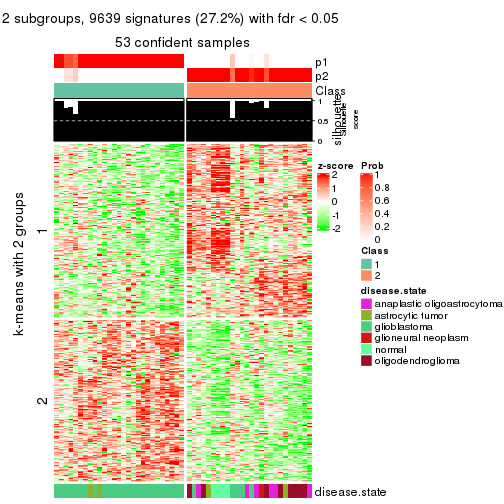 2 subgroups, 9639 signatures (27.2%) with fdr < 0.05
53 confident samples
p1
p2
Class
1
0.5
0
silhouette
score
k-means with 2 groups
1
2
z-score
2
1
0
-1
-2
Prob
1
0.8
0.6
0.4
0.2
0
Class
1
2
disease.state
anaplastic oligoastrocytoma
astrocytic tumor
glioblastoma
glioneural neoplasm
normal
oligodendroglioma
disease.state